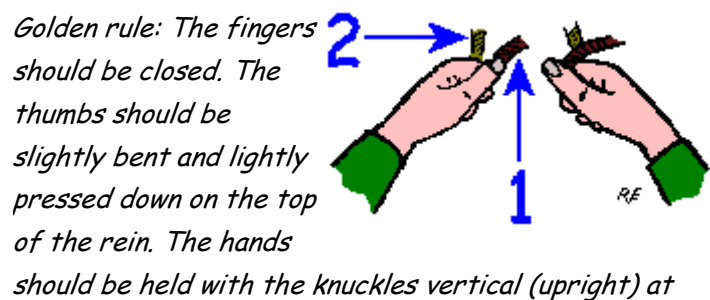 Golden rule: The fingers
should be closed. The
thumbs should be
slightly bent and lightly
pressed down on the top
of the rein. The hands
should be held with the knuckles vertical (upright) at
2
1
RE